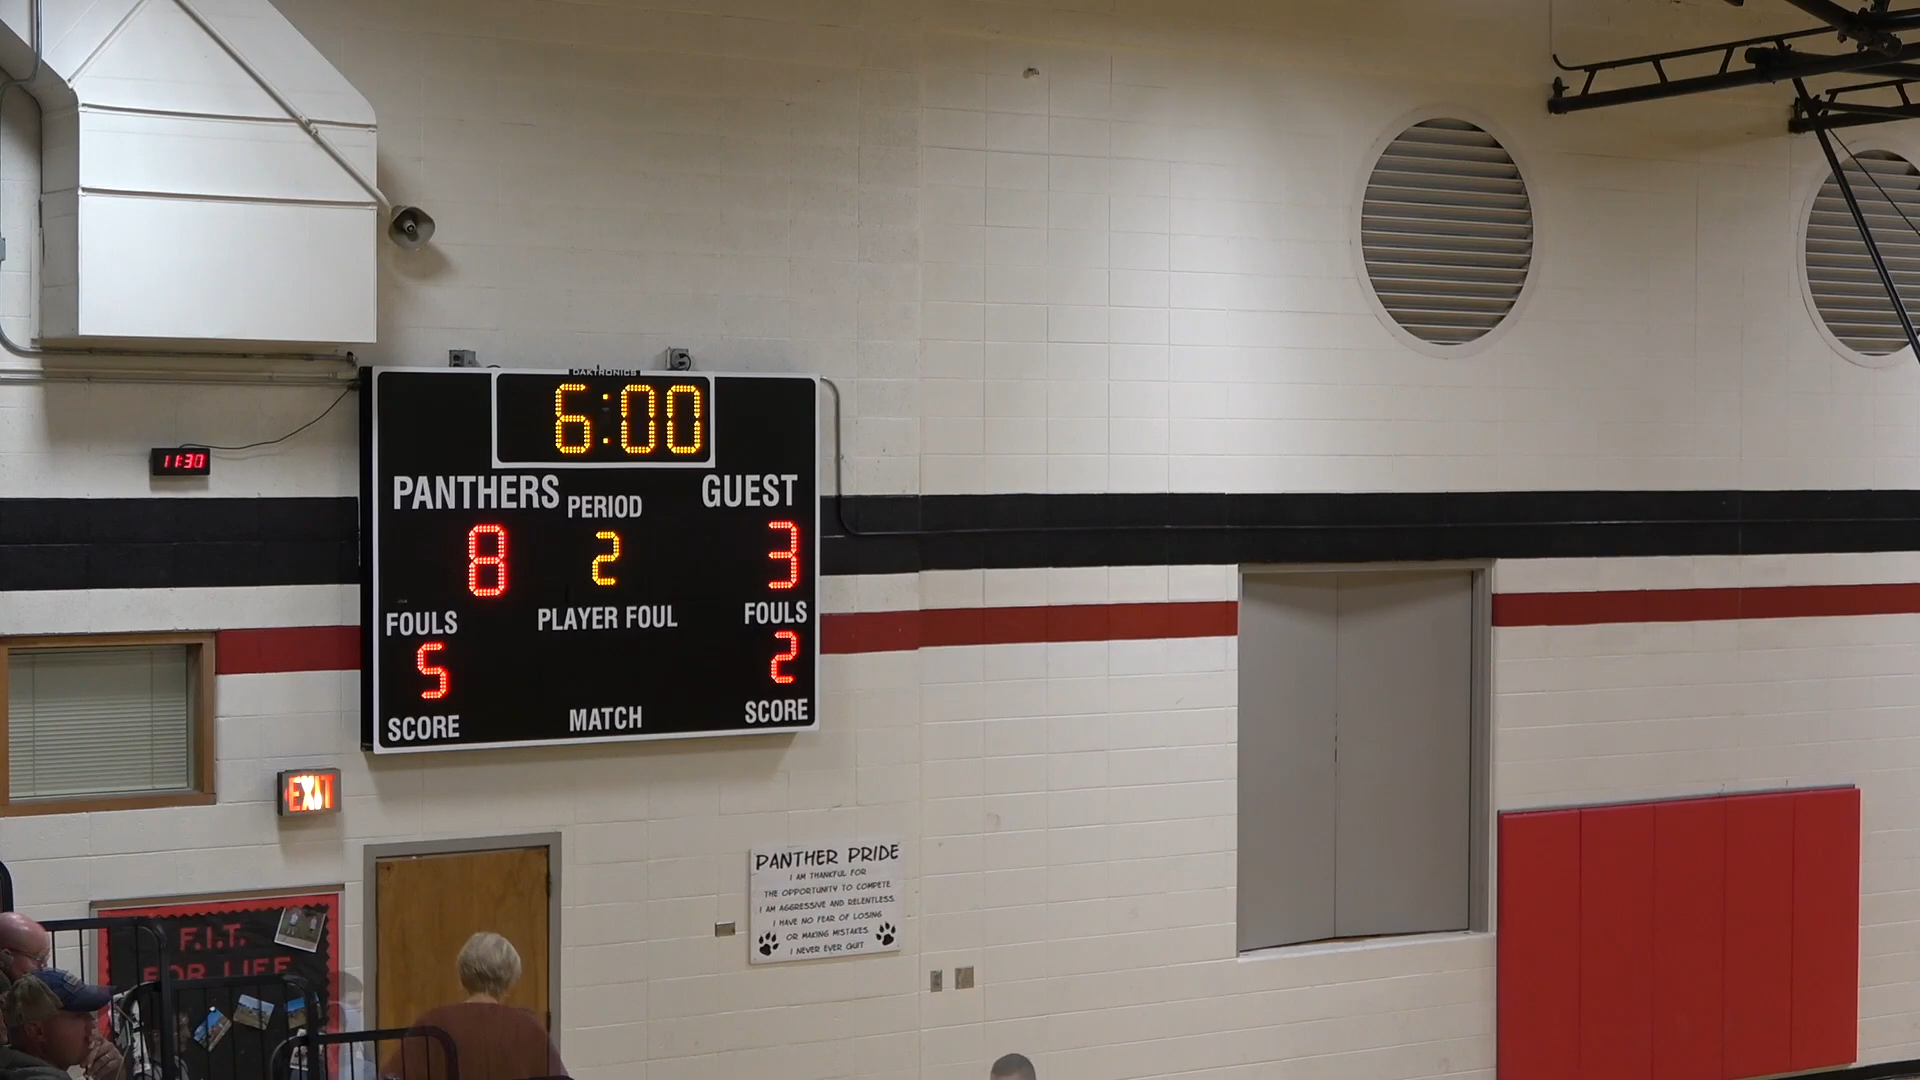 DAKTRONICS
6:00
11:30
PANTHERS PERIOD GUEST
8 2 3
FOULS PLAYER FOUL FOULS
5 2
SCORE MATCH SCORE
EXIT
PANTHER PRIDE
I AM THANKFUL FOR
THE OPPORTUNITY TO COMPETE.
I AM AGGRESSIVE AND RELENTLESS.
I HAVE NO FEAR OF LOSING
OR MAKING MISTAKES.
I NEVER EVER QUIT
F.I.T.
FOR LIFE